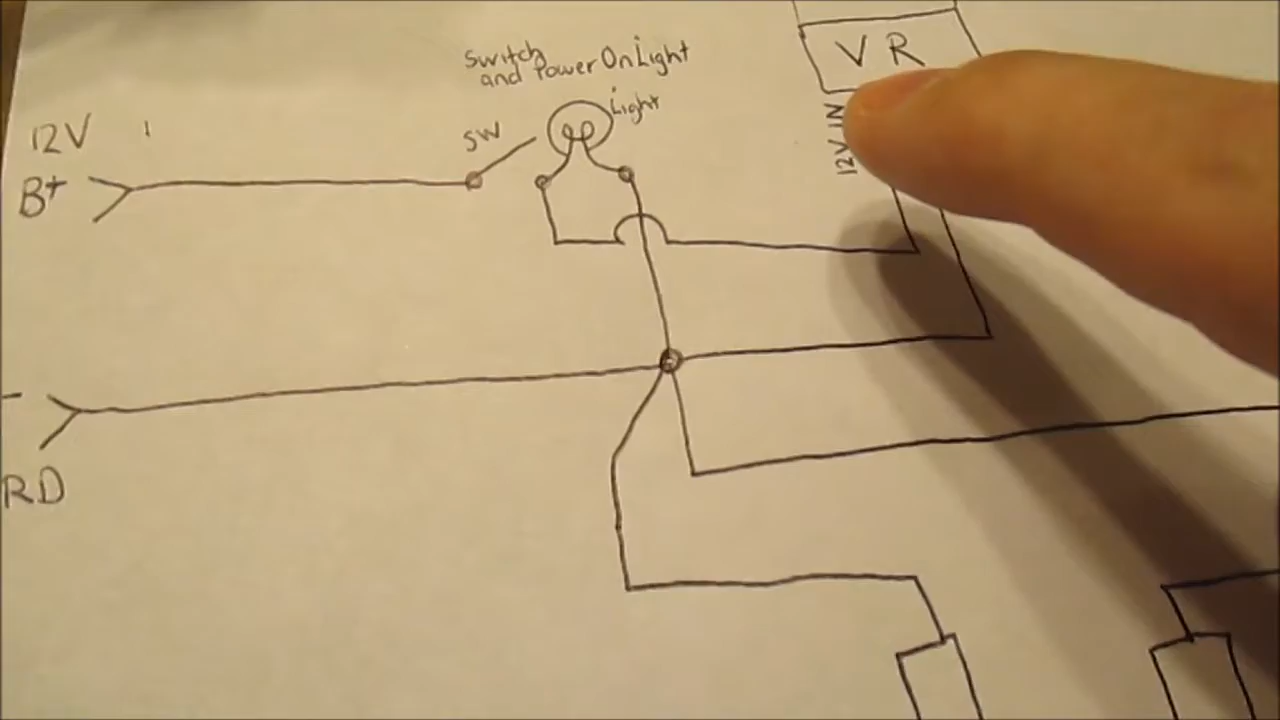 Switch
and Power On Light
Light
SW
12V
B+
VR
12V IN
-
RD